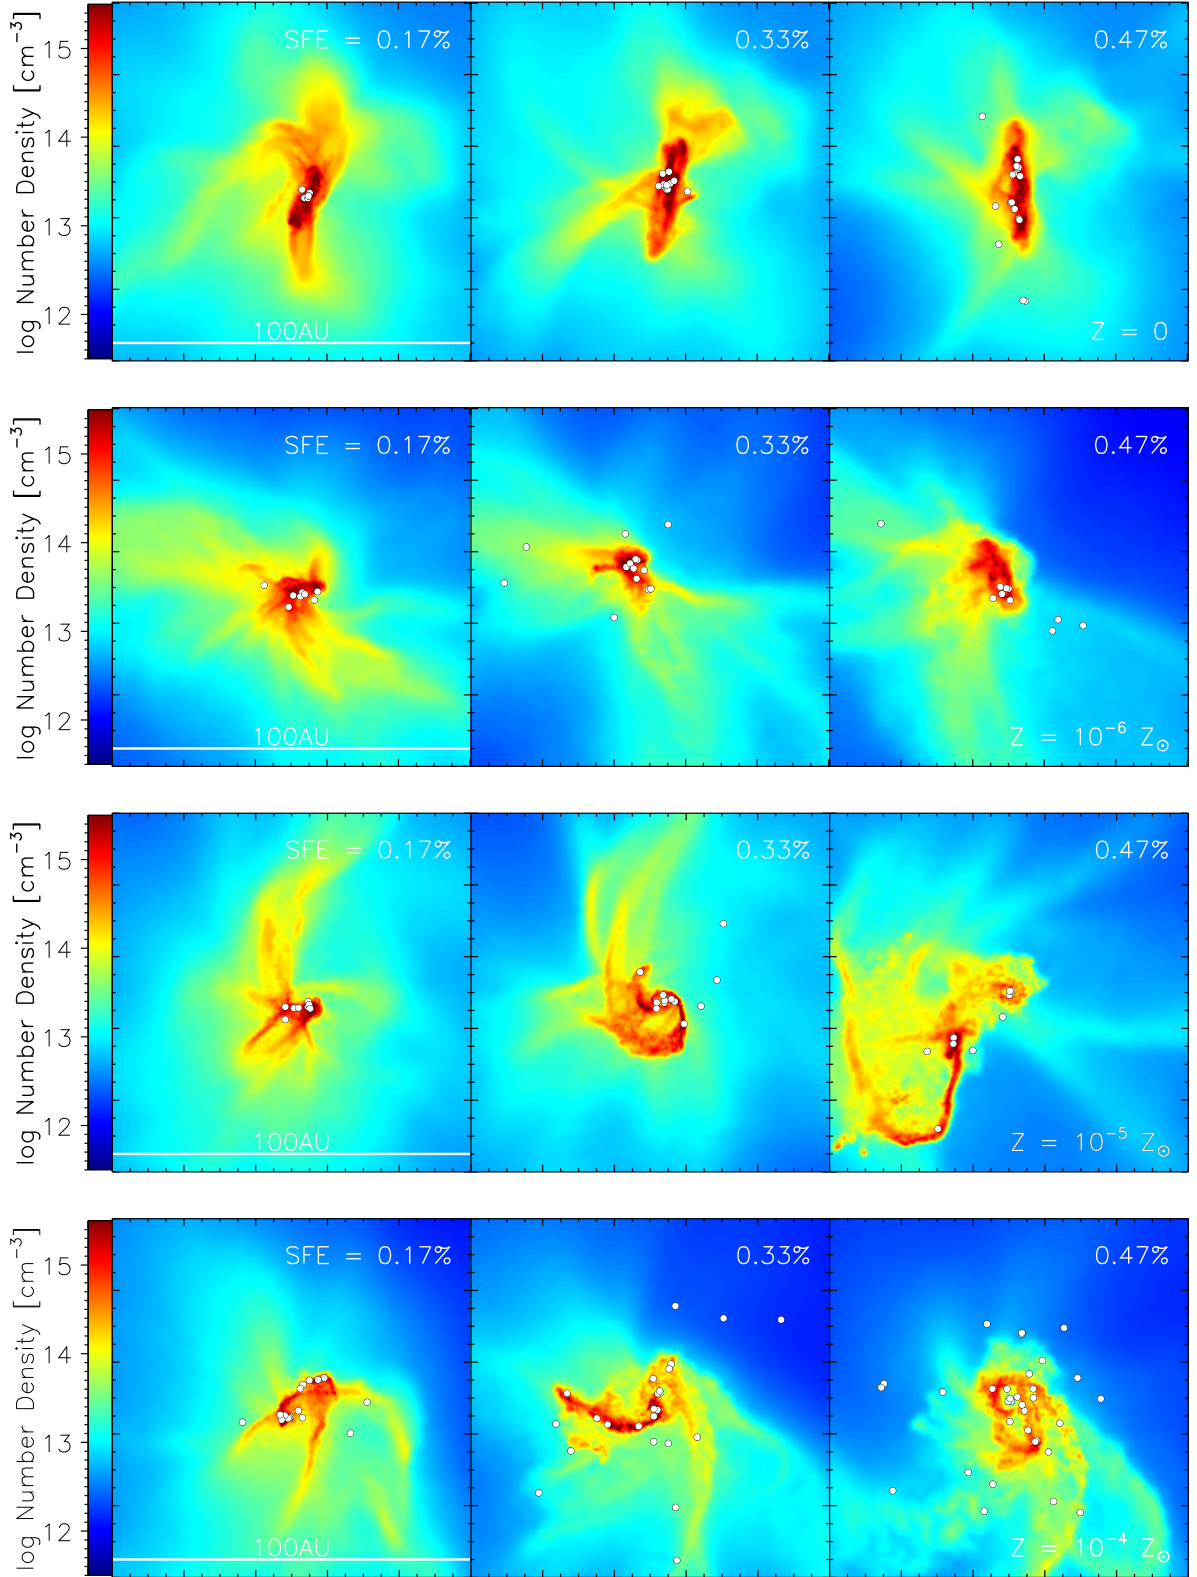 log Number Density [cm⁻³]
15
14
13
12
SFE = 0.17%
0.33%
0.47%
100AU
Z = 0
log Number Density [cm⁻³]
15
14
13
12
SFE = 0.17%
0.33%
0.47%
100AU
Z = 10⁻⁶ Z⊙
log Number Density [cm⁻³]
15
14
13
12
SFE = 0.17%
0.33%
0.47%
100AU
Z = 10⁻⁵ Z⊙
log Number Density [cm⁻³]
15
14
13
12
SFE = 0.17%
0.33%
0.47%
100AU
Z = 10⁻⁴ Z⊙